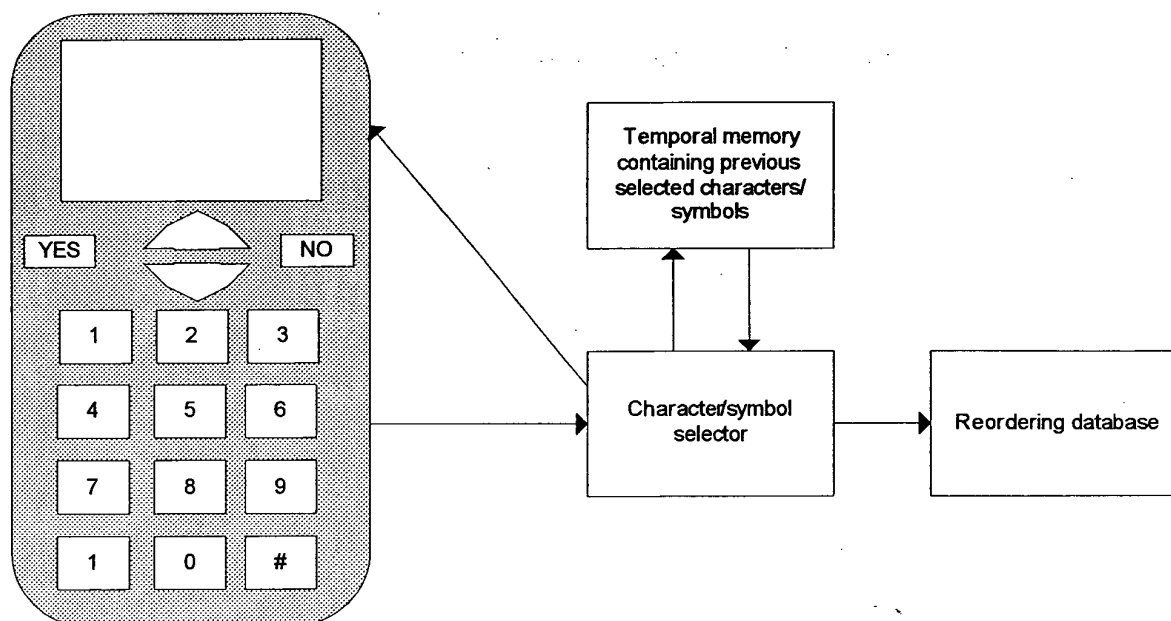 YES
NO
1 2 3
4 5 6
7 8 9
1 0 #
Temporal memory
containing previous
selected characters/
symbols
Character/symbol
selector
Reordering database